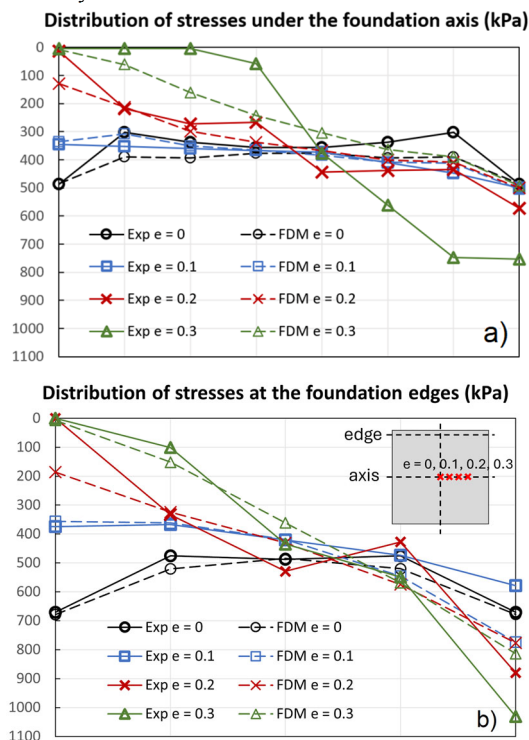 Distribution of stresses under the foundation axis (kPa)
0
100
200
300
400
500
600
700
800
900
1000
1100
Exp e = 0
FDM e = 0
Exp e = 0.1
FDM e = 0.1
Exp e = 0.2
FDM e = 0.2
Exp e = 0.3
FDM e = 0.3
a)
Distribution of stresses at the foundation edges (kPa)
0
100
200
300
400
500
600
700
800
900
1000
1100
edge
e = 0, 0.1, 0.2, 0.3
axis
Exp e = 0
FDM e = 0
Exp e = 0.1
FDM e = 0.1
Exp e = 0.2
FDM e = 0.2
Exp e = 0.3
FDM e = 0.3
b)